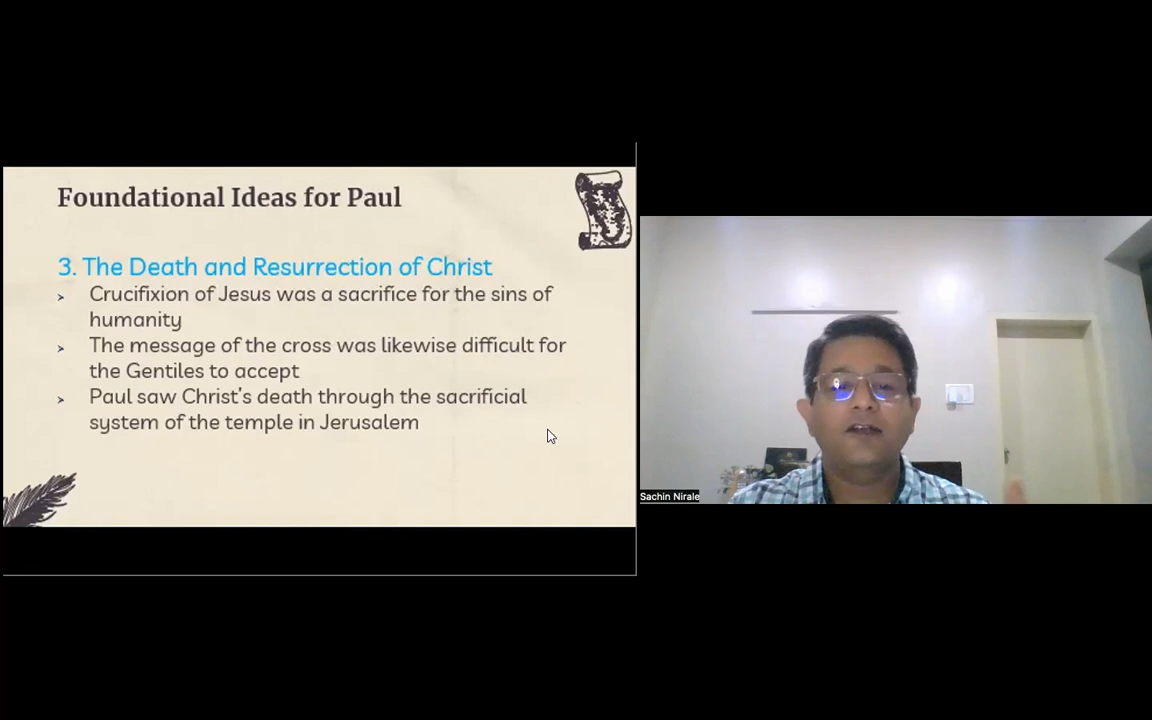 Foundational Ideas for Paul
3. The Death and Resurrection of Christ
➤ Crucifixion of Jesus was a sacrifice for the sins of
humanity
➤ The message of the cross was likewise difficult for
the Gentiles to accept
➤ Paul saw Christ's death through the sacrificial
system of the temple in Jerusalem
Sachin Nirale